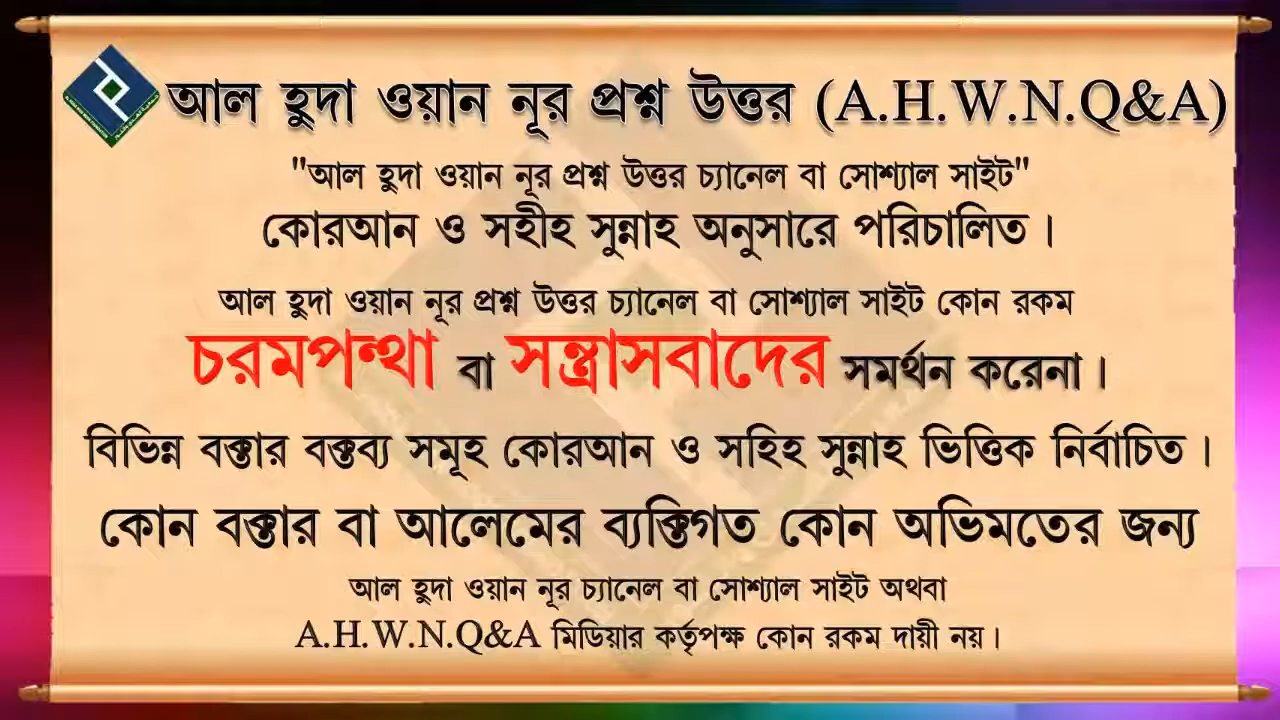 আল হুদা ওয়ান নূর প্রশ্ন উত্তর (A.H.W.N.Q&A)
"আল হুদা ওয়ান নূর প্রশ্ন উত্তর চ্যানেল বা সোশ্যাল সাইট"
কোরআন ও সহীহ সুন্নাহ অনুসারে পরিচালিত।
আল হুদা ওয়ান নূর প্রশ্ন উত্তর চ্যানেল বা সোশ্যাল সাইট কোন রকম
চরমপন্থা বা সন্ত্রাসবাদের সমর্থন করেনা।
বিভিন্ন বক্তার বক্তব্য সমূহ কোরআন ও সহিহ সুন্নাহ ভিত্তিক নির্বাচিত।
কোন বক্তার বা আলেমের ব্যক্তিগত কোন অভিমতের জন্য
আল হুদা ওয়ান নূর চ্যানেল বা সোশ্যাল সাইট অথবা
A.H.W.N.Q&A মিডিয়ার কর্তৃপক্ষ কোন রকম দায়ী নয়।